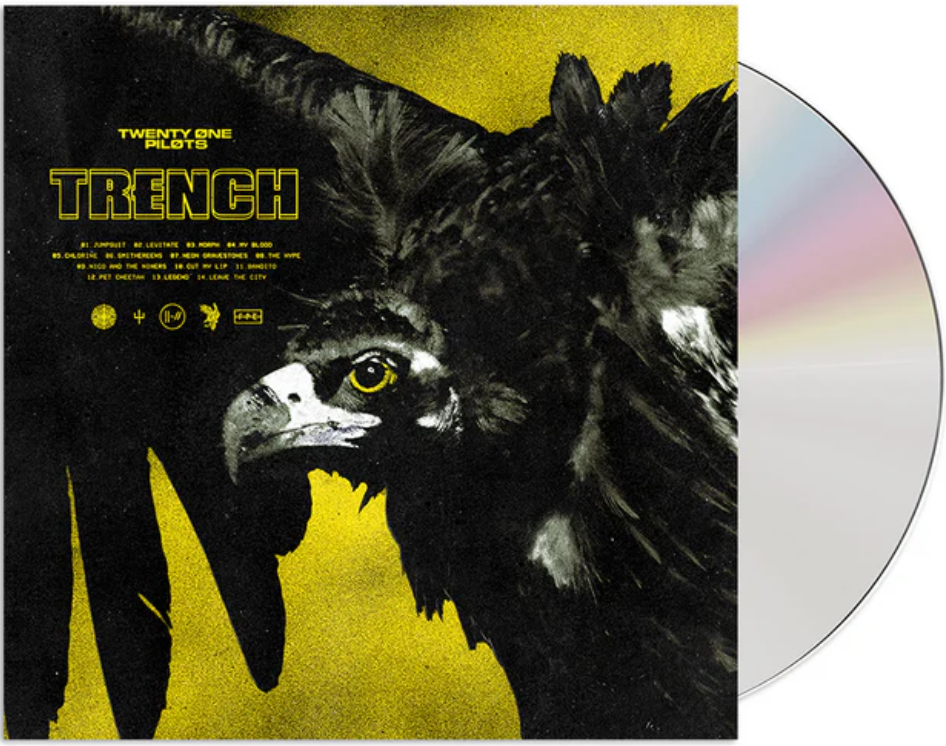 TWENTY ØNE
PILØTS
TRENCH
01.JUMPSUIT 02.LEVITATE 03.MORPH 04.MY BLOOD
05.CHLORINE 06.SMITHEREENS 07.NEON GRAVESTONES 08.THE HYPE
09.NICO AND THE NINERS 10.CUT MY LIP 11.BANDITO
12.PET CHEETAH 13.LEGEND 14.LEAVE THE CITY